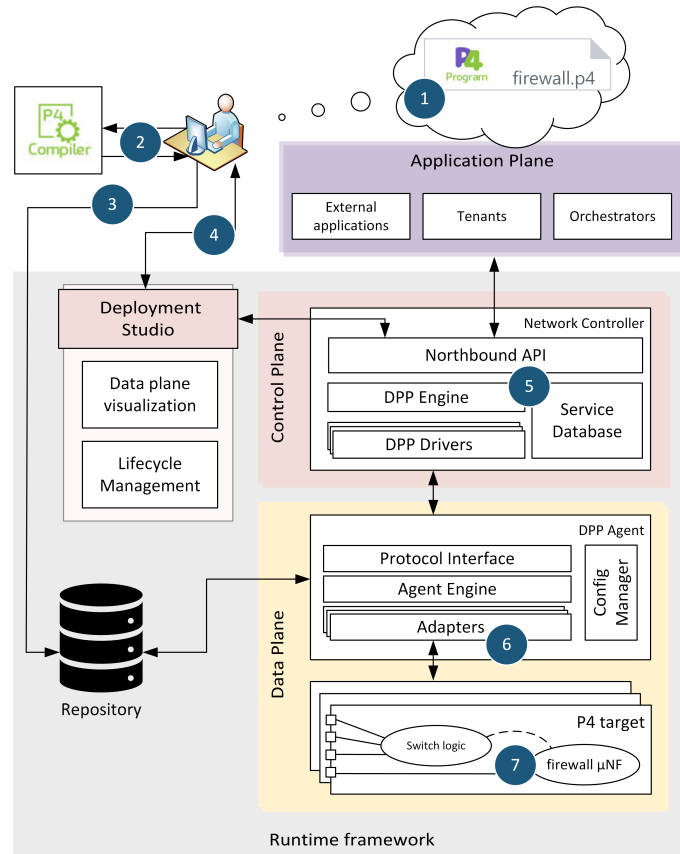 P4
Program
firewall.p4
1
P4
Compiler
2
3
4
Application Plane
External
applications
Tenants
Orchestrators
Deployment
Studio
Data plane
visualization
Lifecycle
Management
Control Plane
Network Controller
Northbound API
5
DPP Engine
DPP Drivers
Service
Database
Data Plane
DPP Agent
Protocol Interface
Agent Engine
Adapters
6
Config
Manager
Repository
P4 target
Switch logic
7
firewall µNF
Runtime framework